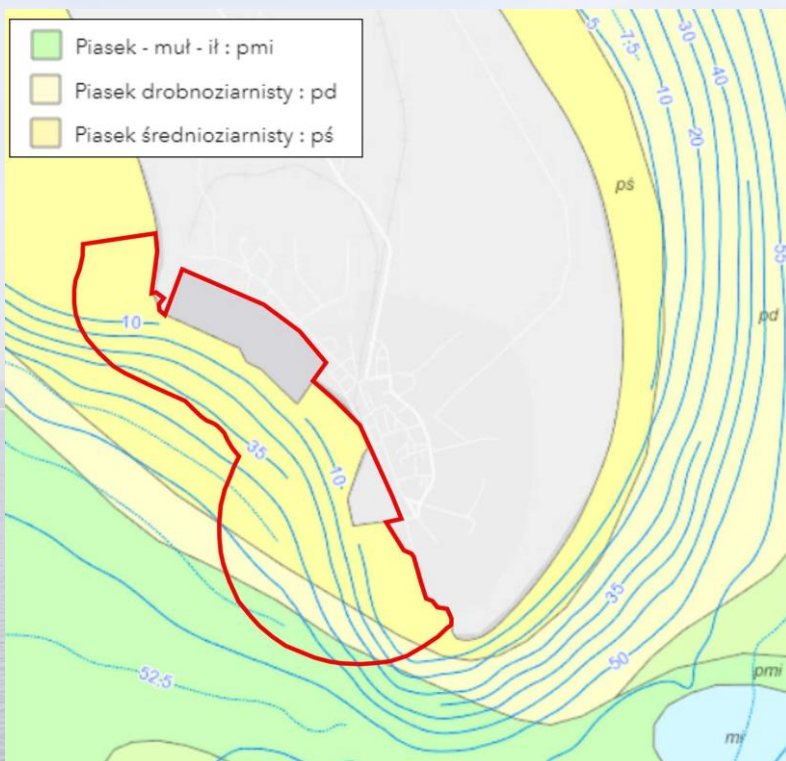 Piasek - muł - ił : pmi
Piasek drobnoziarnisty : pd
Piasek średnioziarnisty : pś
5
7,5
10
20
30
40
55
pś
pd
10
35
10
35
50
52,5
pmi
mi